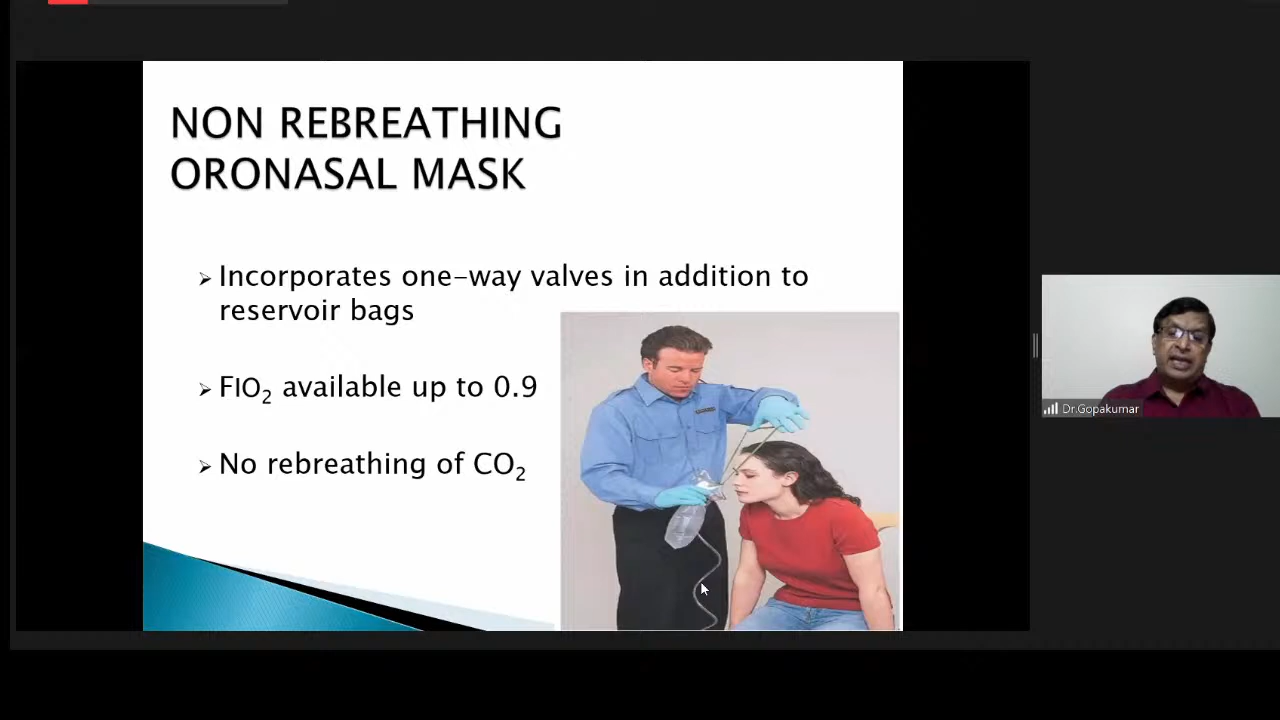 NON REBREATHING
ORONASAL MASK
➢ Incorporates one-way valves in addition to
reservoir bags
➢ FIO₂ available up to 0.9
➢ No rebreathing of CO₂
Dr.Gopakumar